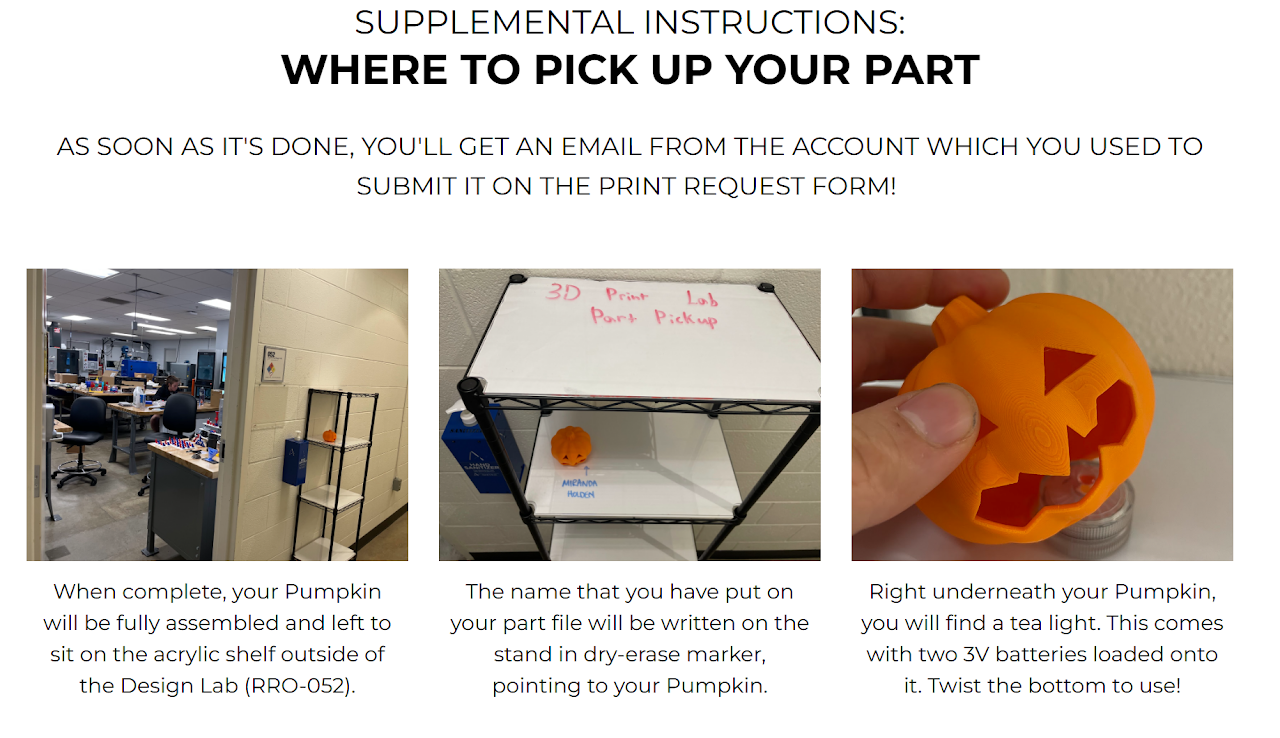 SUPPLEMENTAL INSTRUCTIONS:
WHERE TO PICK UP YOUR PART
AS SOON AS IT'S DONE, YOU'LL GET AN EMAIL FROM THE ACCOUNT WHICH YOU USED TO
SUBMIT IT ON THE PRINT REQUEST FORM!
052
3D Print Lab
Part Pickup
HAND
SANITIZER
MIRANDA
HOLDEN
When complete, your Pumpkin
will be fully assembled and left to
sit on the acrylic shelf outside of
the Design Lab (RRO-052).
The name that you have put on
your part file will be written on the
stand in dry-erase marker,
pointing to your Pumpkin.
Right underneath your Pumpkin,
you will find a tea light. This comes
with two 3V batteries loaded onto
it. Twist the bottom to use!